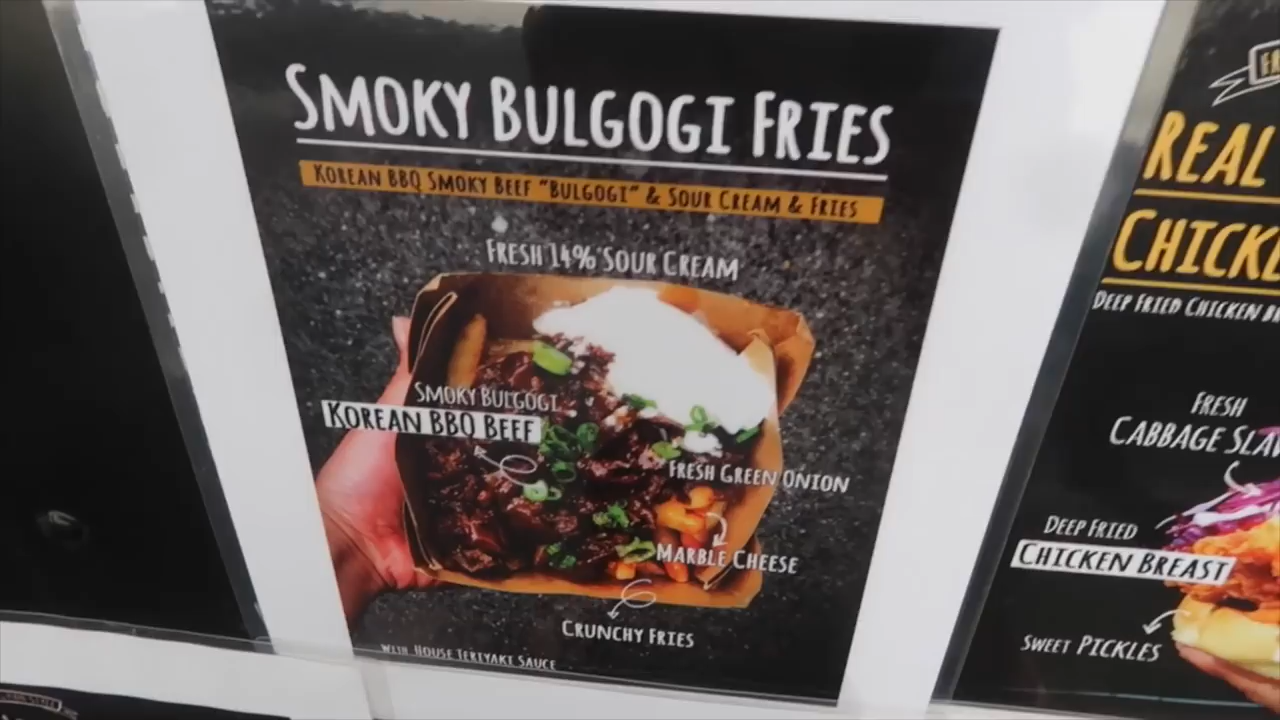 SMOKY BULGOGI FRIES
KOREAN BBQ SMOKY BEEF "BULGOGI" & SOUR CREAM & FRIES
FRESH 14% SOUR CREAM
SMOKY BULGOGI
KOREAN BBQ BEEF
FRESH GREEN ONION
MARBLE CHEESE
CRUNCHY FRIES
WITH HOUSE TERIYAKI SAUCE
REAL
DEEP FRIED CHICKEN
FRESH
CABBAGE
DEEP FRIED
CHICKEN BREAST
SWEET PICKLES